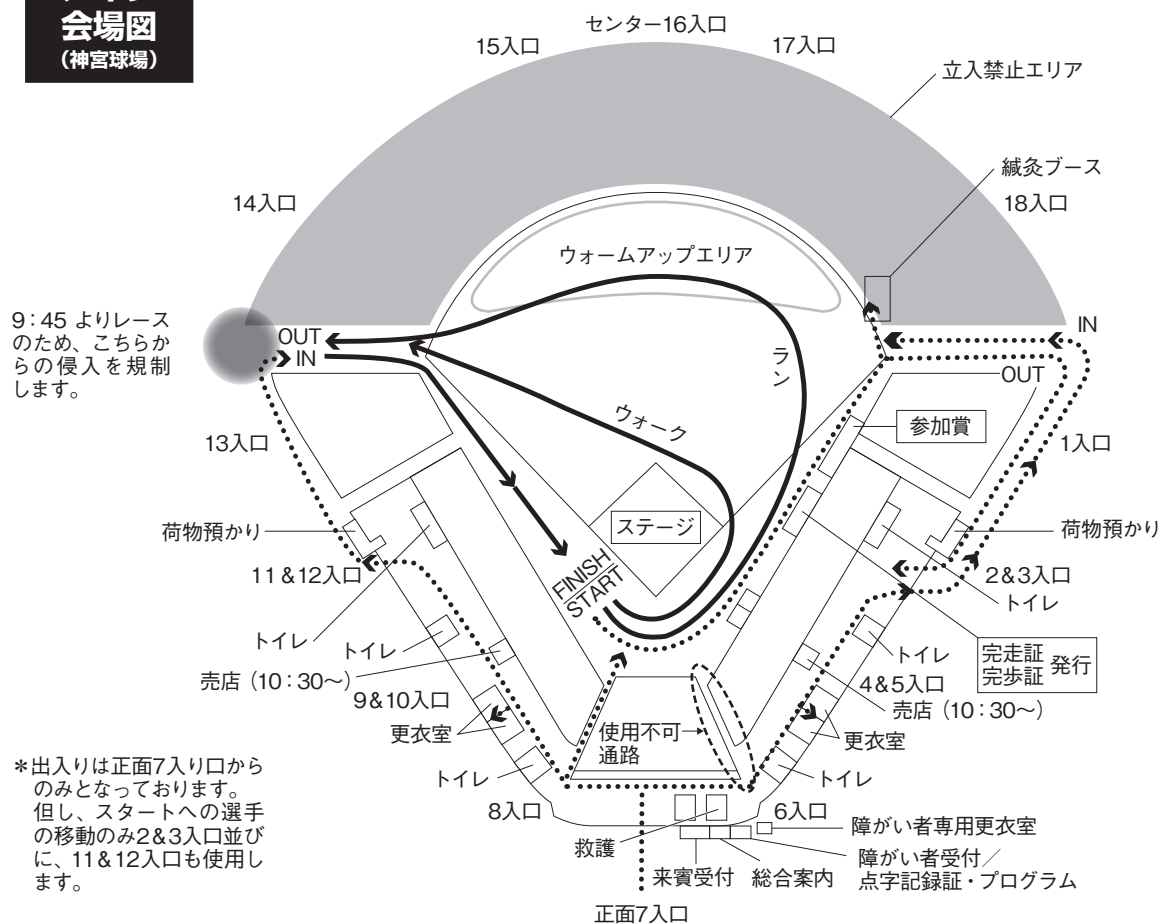 会場図
（神宮球場）
センター16入口
15入口
17入口
立入禁止エリア
鍼灸ブース
14入口
18入口
ウォームアップエリア
9：45 よりレース
のため、こちらか
らの侵入を規制
します。
OUT
IN
IN
OUT
ラン
ウォーク
参加賞
13入口
1入口
荷物預かり
ステージ
荷物預かり
FINISH
START
11＆12入口
2＆3入口
トイレ
トイレ
トイレ
売店（10：30〜）
9＆10入口
更衣室
トイレ
完走証
完歩証
発行
トイレ
4＆5入口
売店（10：30〜）
更衣室
トイレ
使用不可
通路
＊出入りは正面7入り口から
のみとなっております。
但し、スタートへの選手
の移動のみ2＆3入口並び
に、11＆12入口も使用し
ます。
8入口
6入口
救護
障がい者専用更衣室
来賓受付
総合案内
障がい者受付／
点字記録証・プログラム
正面7入口